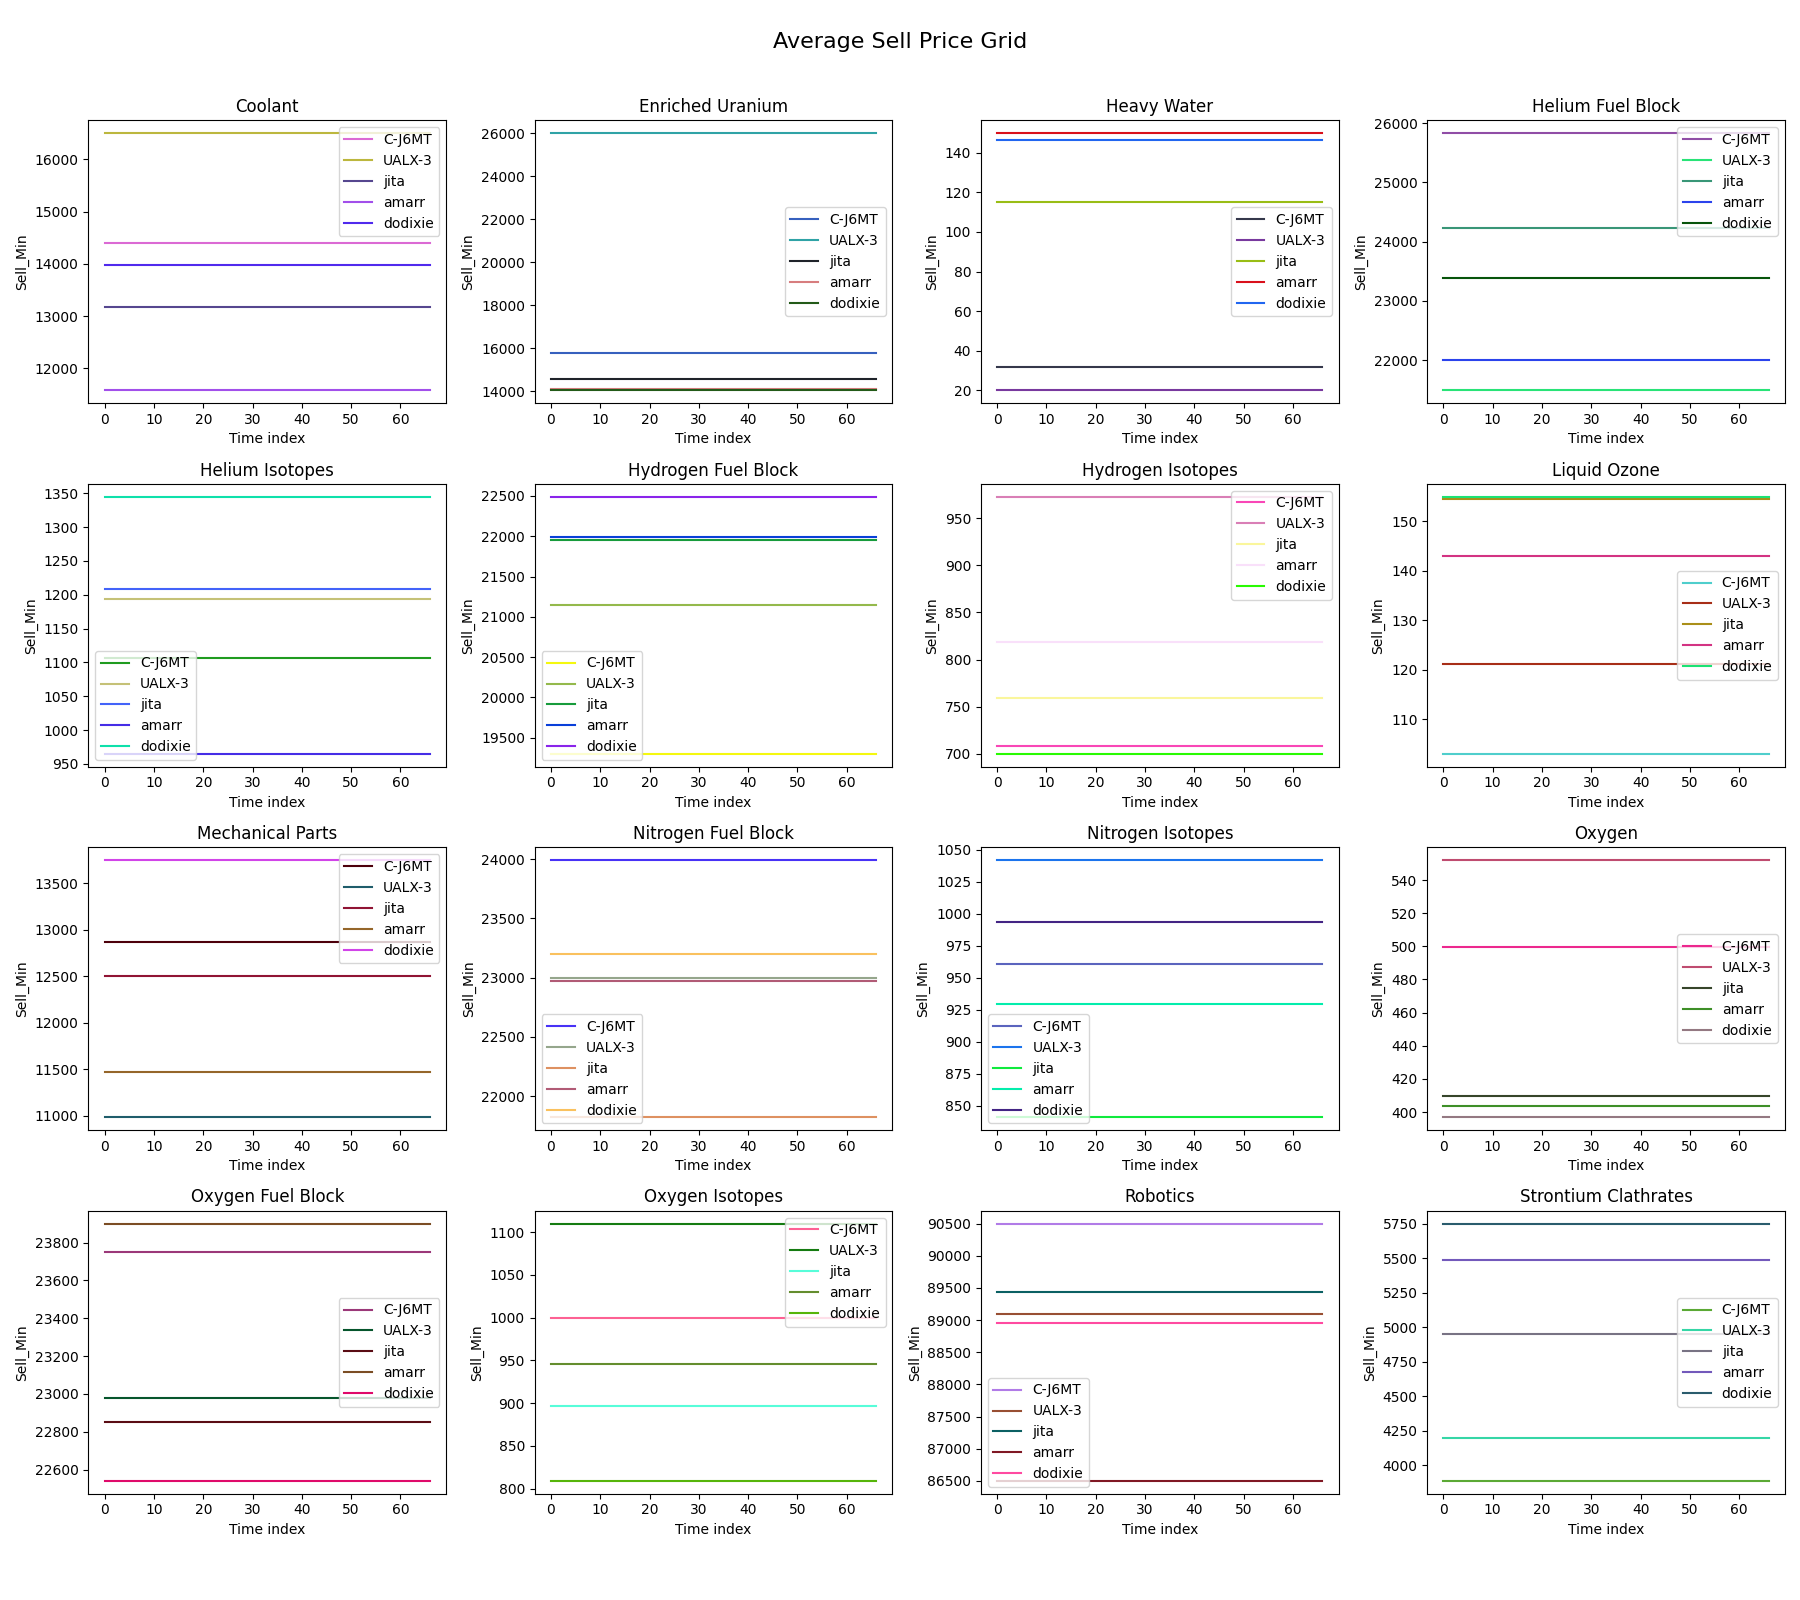 Average Sell Price Grid
Coolant
Sell_Min
16000
15000
14000
13000
12000
C-J6MT
UALX-3
jita
amarr
dodixie
0 10 20 30 40 50 60
Time index
Enriched Uranium
Sell_Min
26000
24000
22000
20000
18000
16000
14000
C-J6MT
UALX-3
jita
amarr
dodixie
0 10 20 30 40 50 60
Time index
Heavy Water
Sell_Min
140
120
100
80
60
40
20
C-J6MT
UALX-3
jita
amarr
dodixie
0 10 20 30 40 50 60
Time index
Helium Fuel Block
Sell_Min
26000
25000
24000
23000
22000
C-J6MT
UALX-3
jita
amarr
dodixie
0 10 20 30 40 50 60
Time index
Helium Isotopes
Sell_Min
1350
1300
1250
1200
1150
1100
1050
1000
950
C-J6MT
UALX-3
jita
amarr
dodixie
0 10 20 30 40 50 60
Time index
Hydrogen Fuel Block
Sell_Min
22500
22000
21500
21000
20500
20000
19500
C-J6MT
UALX-3
jita
amarr
dodixie
0 10 20 30 40 50 60
Time index
Hydrogen Isotopes
Sell_Min
950
900
850
800
750
700
C-J6MT
UALX-3
jita
amarr
dodixie
0 10 20 30 40 50 60
Time index
Liquid Ozone
Sell_Min
150
140
130
120
110
C-J6MT
UALX-3
jita
amarr
dodixie
0 10 20 30 40 50 60
Time index
Mechanical Parts
Sell_Min
13500
13000
12500
12000
11500
11000
C-J6MT
UALX-3
jita
amarr
dodixie
0 10 20 30 40 50 60
Time index
Nitrogen Fuel Block
Sell_Min
24000
23500
23000
22500
22000
C-J6MT
UALX-3
jita
amarr
dodixie
0 10 20 30 40 50 60
Time index
Nitrogen Isotopes
Sell_Min
1050
1025
1000
975
950
925
900
875
850
C-J6MT
UALX-3
jita
amarr
dodixie
0 10 20 30 40 50 60
Time index
Oxygen
Sell_Min
540
520
500
480
460
440
420
400
C-J6MT
UALX-3
jita
amarr
dodixie
0 10 20 30 40 50 60
Time index
Oxygen Fuel Block
Sell_Min
23800
23600
23400
23200
23000
22800
22600
C-J6MT
UALX-3
jita
amarr
dodixie
0 10 20 30 40 50 60
Time index
Oxygen Isotopes
Sell_Min
1100
1050
1000
950
900
850
800
C-J6MT
UALX-3
jita
amarr
dodixie
0 10 20 30 40 50 60
Time index
Robotics
Sell_Min
90500
90000
89500
89000
88500
88000
87500
87000
86500
C-J6MT
UALX-3
jita
amarr
dodixie
0 10 20 30 40 50 60
Time index
Strontium Clathrates
Sell_Min
5750
5500
5250
5000
4750
4500
4250
4000
C-J6MT
UALX-3
jita
amarr
dodixie
0 10 20 30 40 50 60
Time index